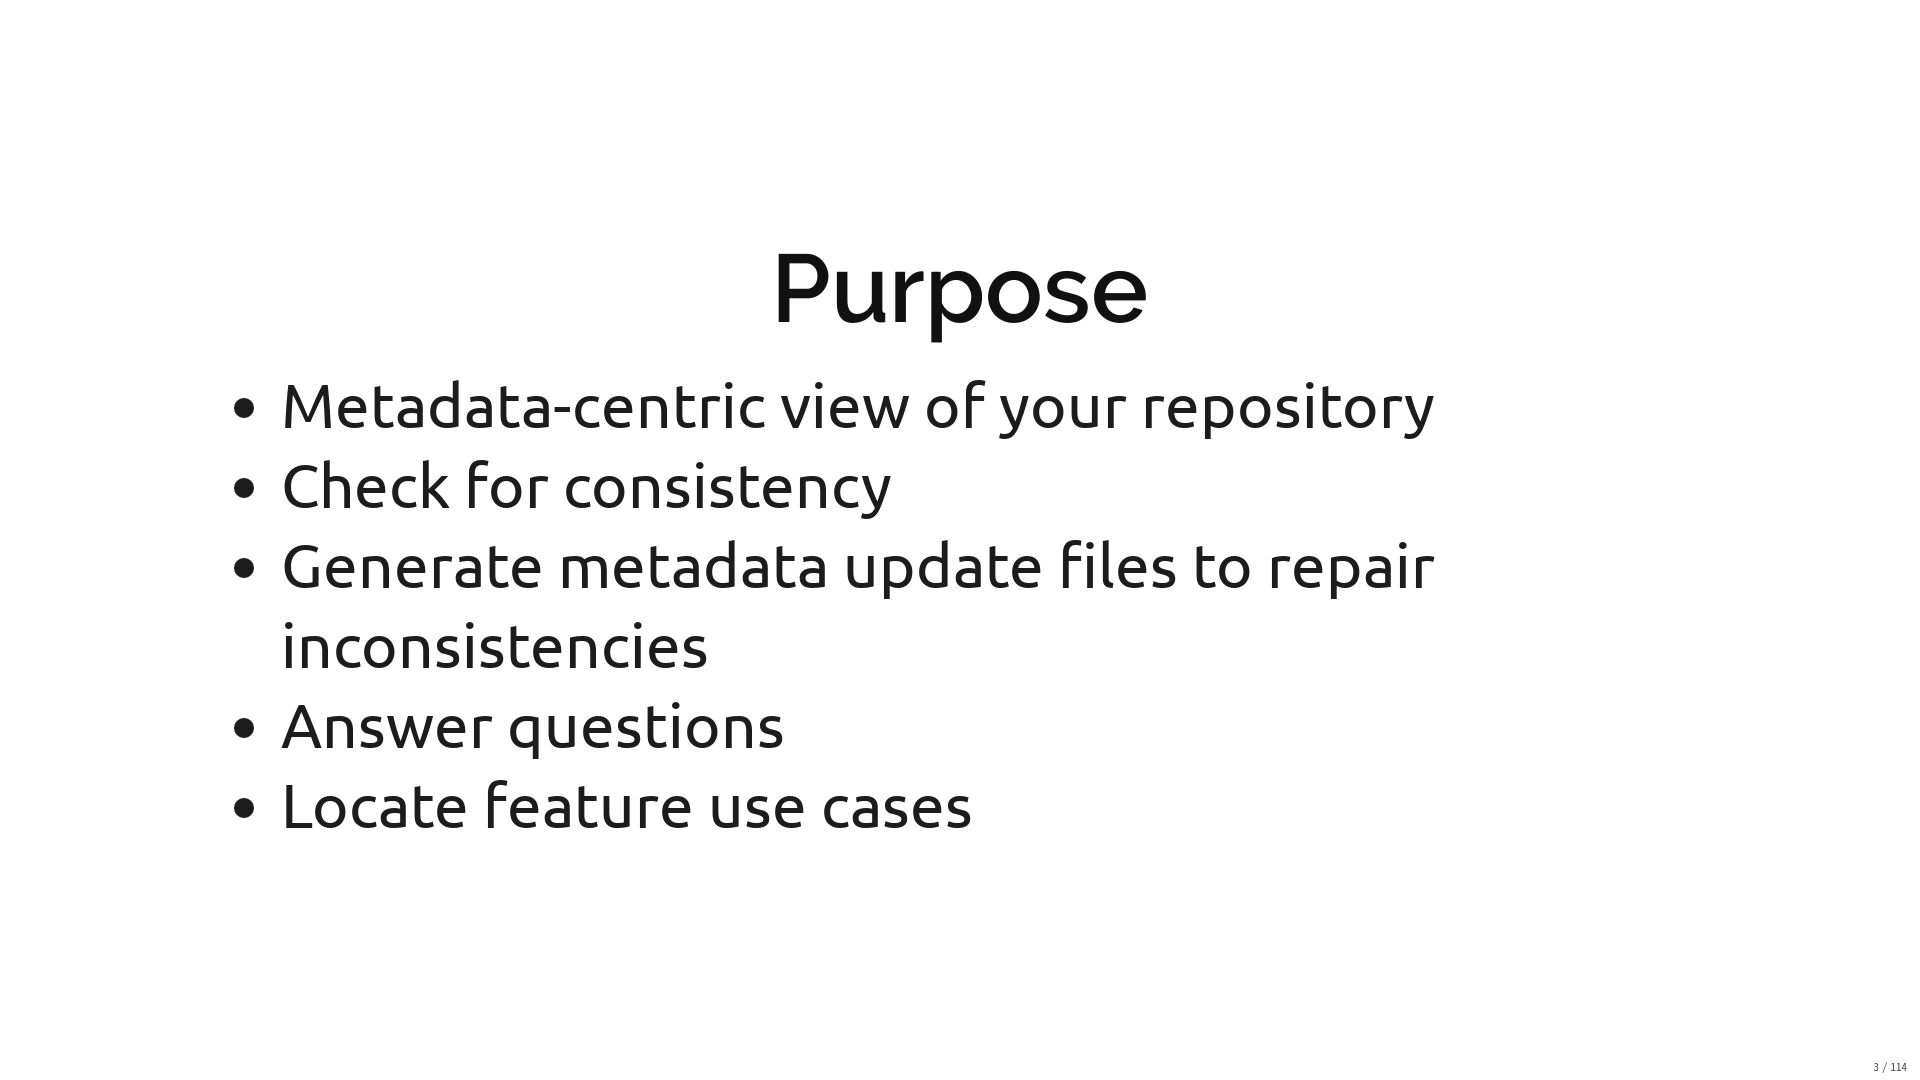 Purpose
• Metadata-centric view of your repository
• Check for consistency
• Generate metadata update files to repair
inconsistencies
• Answer questions
• Locate feature use cases
3 / 114